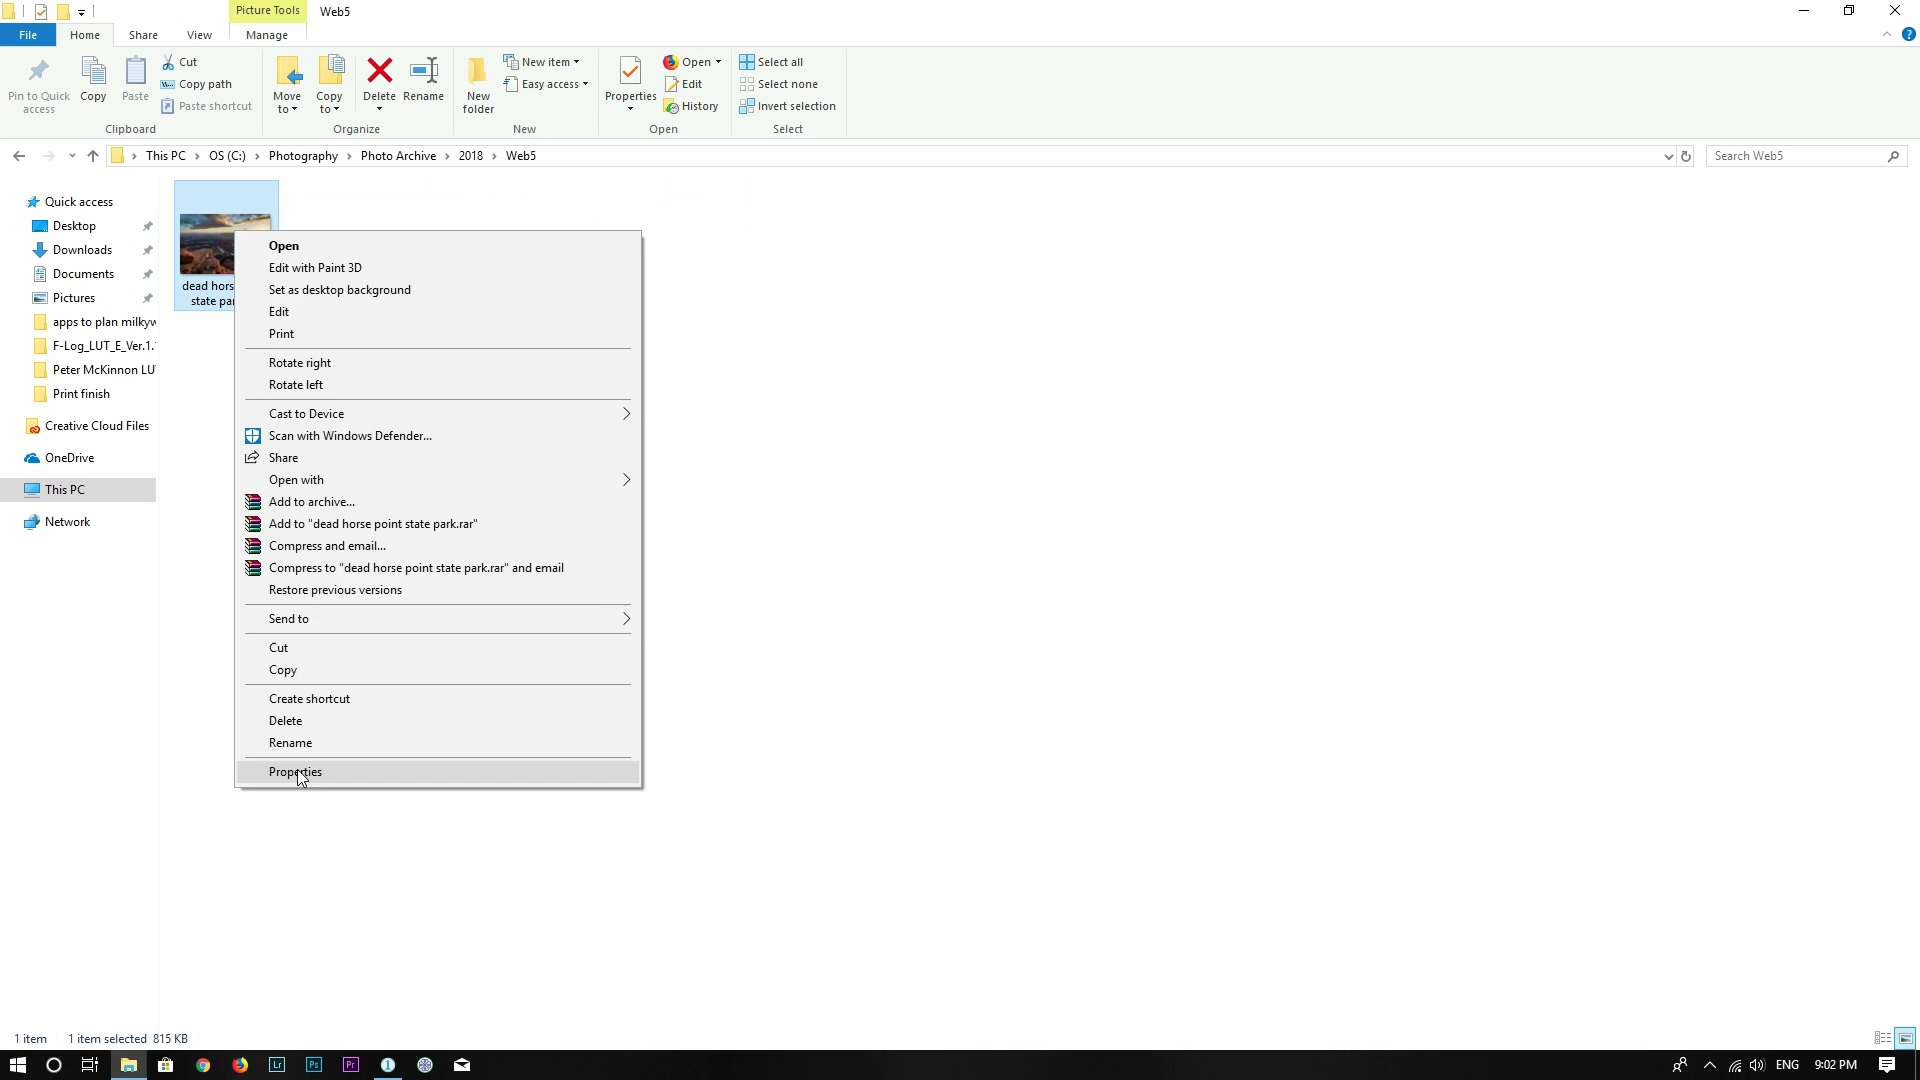 Picture Tools
Web5
File
Home
Share
View
Manage
Pin to Quick access
Copy
Paste
Cut
Copy path
Paste shortcut
Clipboard
Move to
Copy to
Delete
Rename
Organize
New folder
New item
Easy access
New
Properties
Open
Edit
History
Open
Select all
Select none
Invert selection
Select
This PC
OS (C:)
Photography
Photo Archive
2018
Web5
Search Web5
Quick access
Desktop
Downloads
Documents
Pictures
apps to plan milkyw
F-Log_LUT_E_Ver.1.
Peter McKinnon LU
Print finish
Creative Cloud Files
OneDrive
This PC
Network
dead hors
state par
Open
Edit with Paint 3D
Set as desktop background
Edit
Print
Rotate right
Rotate left
Cast to Device
Scan with Windows Defender...
Share
Open with
Add to archive...
Add to "dead horse point state park.rar"
Compress and email...
Compress to "dead horse point state park.rar" and email
Restore previous versions
Send to
Cut
Copy
Create shortcut
Delete
Rename
Properties
1 item
1 item selected 815 KB
Lr
Ps
Pr
ENG
9:02 PM